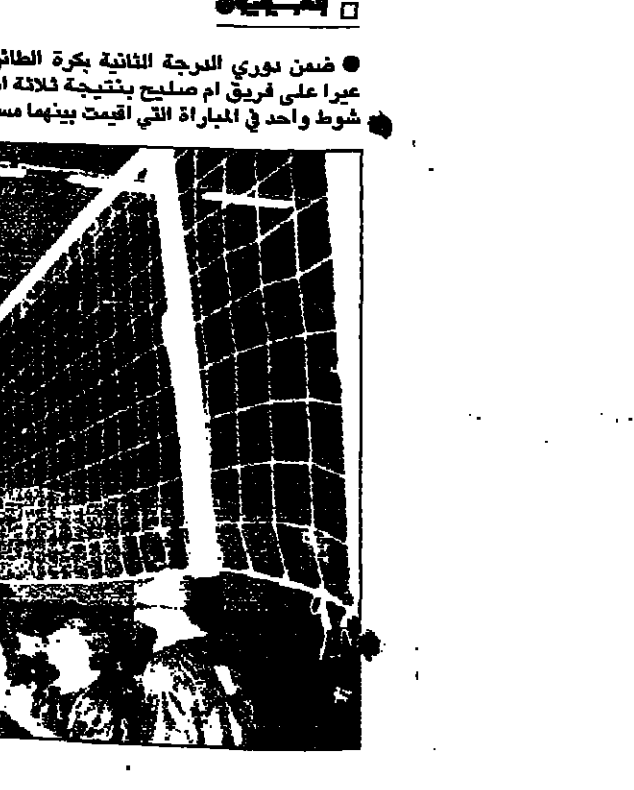 ● ضمن دوري الدرجة الثانية بكرة الطائر
عيرا على فريق ام صليح بنتيجة ثلاثة ا
شوط واحد في المباراة التي اقيمت بينهما مس